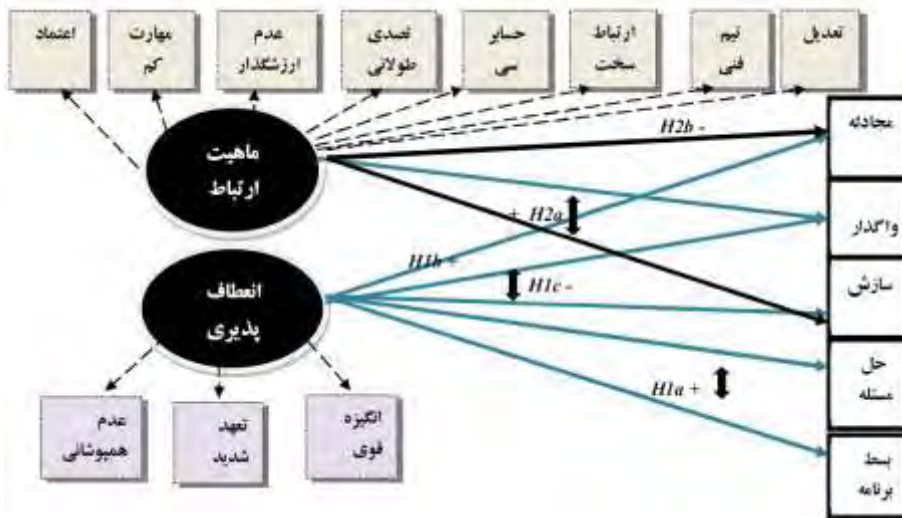 تعدیل
تیم
فنی
ارتباط
سخت
حسابر
سی
تصدی
طولانی
عدم
ارزشگذار
مهارت
کم
اعتماد
ماهیت
ارتباط
انعطاف
پذیری
مجادله
واگذار
سازش
حل
مسئله
بسط
برنامه
H2b -
+ H2a
H1b +
H1c -
H1a +
انگیزه
قوی
تعهد
شدید
عدم
همپوشانی